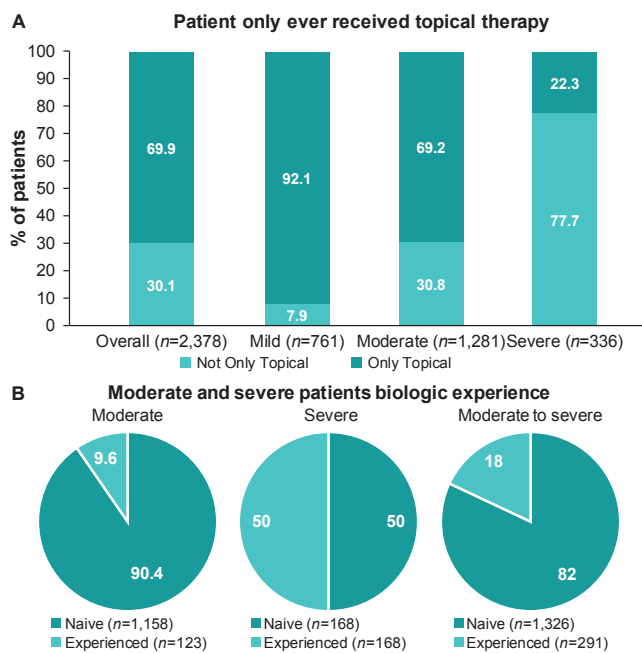 A Patient only ever received topical therapy
% of patients
100
90
80
70
60
50
40
30
20
10
0
69.9
30.1
92.1
7.9
69.2
30.8
22.3
77.7
Overall (n=2,378) Mild (n=761) Moderate (n=1,281) Severe (n=336)
Not Only Topical Only Topical
B Moderate and severe patients biologic experience
Moderate
9.6
90.4
Naive (n=1,158)
Experienced (n=123)
Severe
50 50
Naive (n=168)
Experienced (n=168)
Moderate to severe
18
82
Naive (n=1,326)
Experienced (n=291)